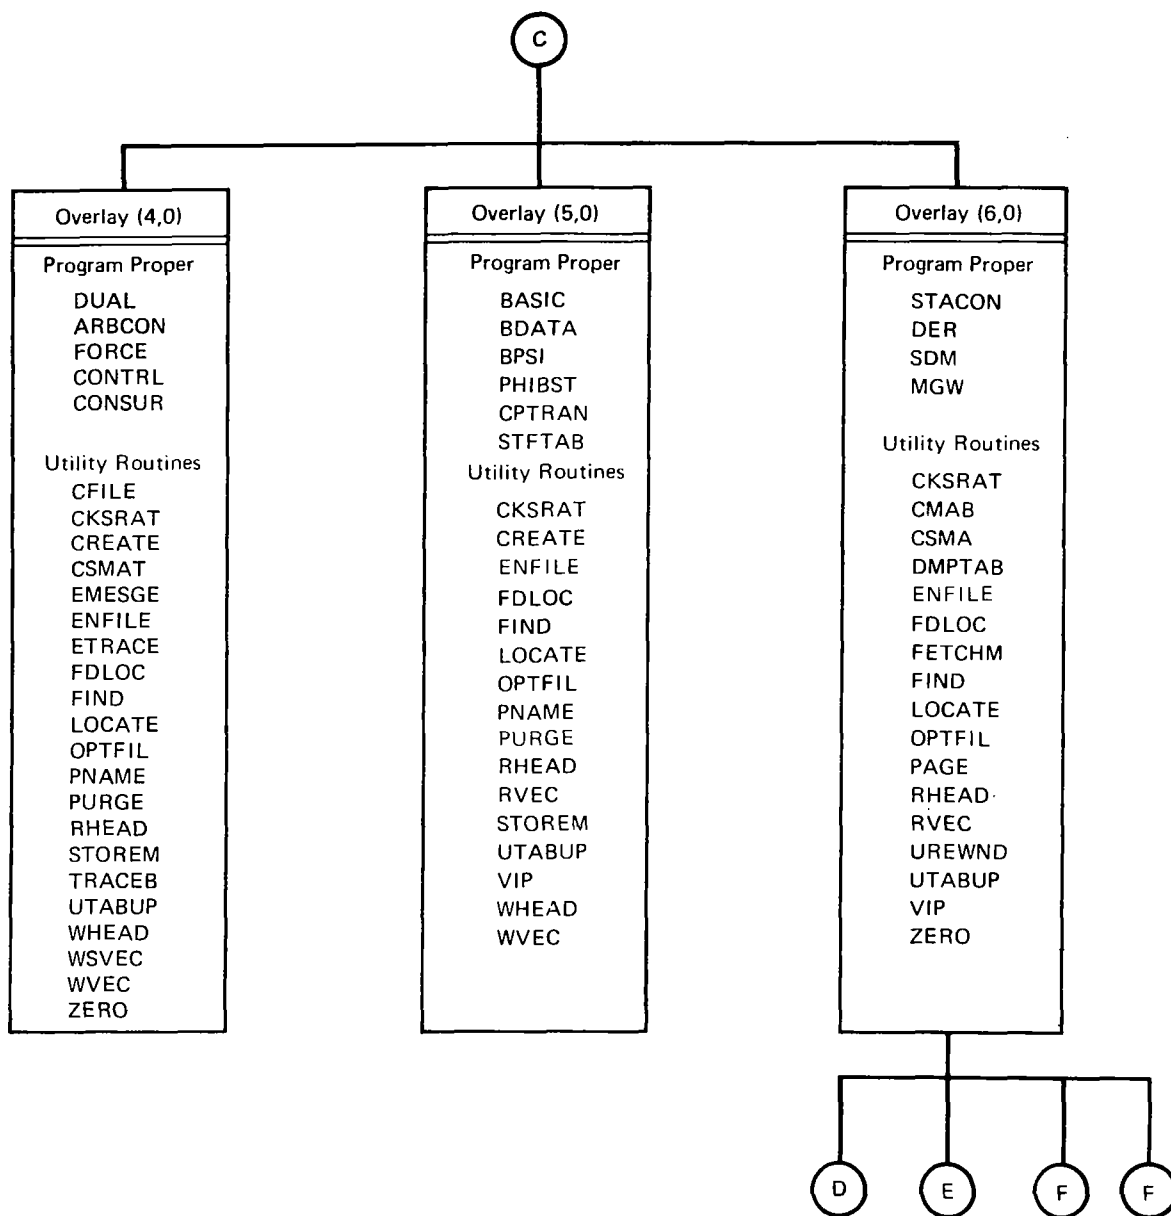 C
Overlay (4,0)
Program Proper
DUAL
ARBCON
FORCE
CONTRL
CONSUR
Utility Routines
CFILE
CKSRAT
CREATE
CSMAT
EMESGE
ENFILE
ETRACE
FDLOC
FIND
LOCATE
OPTFIL
PNAME
PURGE
RHEAD
STOREM
TRACEB
UTABUP
WHEAD
WSVEC
WVEC
ZERO
Overlay (5,0)
Program Proper
BASIC
BDATA
BPSI
PHIBST
CPTRAN
STFTAB
Utility Routines
CKSRAT
CREATE
ENFILE
FDLOC
FIND
LOCATE
OPTFIL
PNAME
PURGE
RHEAD
RVEC
STOREM
UTABUP
VIP
WHEAD
WVEC
Overlay (6,0)
Program Proper
STACON
DER
SDM
MGW
Utility Routines
CKSRAT
CMAB
CSMA
DMPTAB
ENFILE
FDLOC
FETCHM
FIND
LOCATE
OPTFIL
PAGE
RHEAD
RVEC
UREWND
UTABUP
VIP
ZERO
D
E
F
F